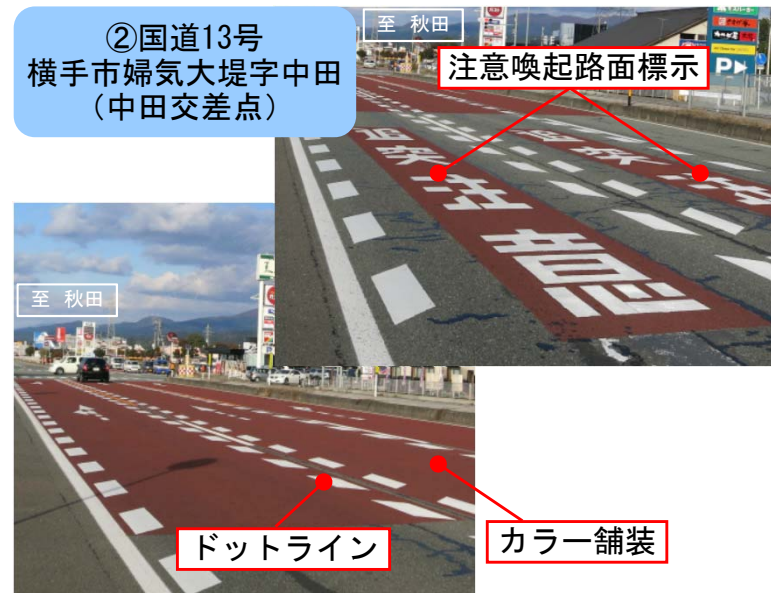 ②国道13号
横手市婦気大堤字中田
（中田交差点）
至 秋田
注意喚起路面標示
追突注意
P
至 秋田
ドットライン
カラー舗装